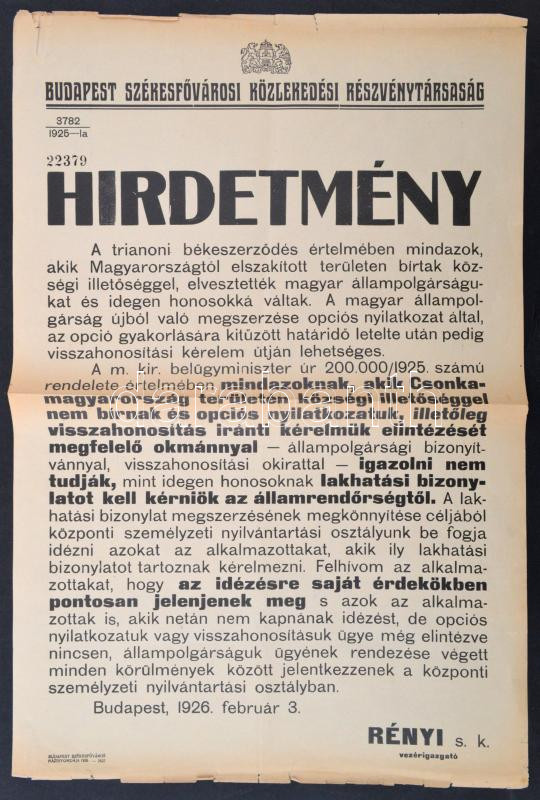 BUDAPEST SZÉKESFŐVÁROSI KÖZLEKEDÉSI RÉSZVÉNYTÁRSASÁG
3782
1925—Ia
22379
HIRDETMÉNY
A trianoni békeszerződés értelmében mindazok,
akik Magyarországtól elszakított területen bírtak köz-
ségi illetőséggel, elvesztették magyar állampolgárságu-
kat és idegen honosokká váltak. A magyar állampol-
gárság újból való megszerzése opciós nyilatkozat által,
az opció gyakorlására kitűzött határidő letelte után pedig
visszahonosítási kérelem útján lehetséges.
A m. kir. belügyminister úr 200.000/1925. számú
rendelete értelmében mindazoknak, akik Csonka-
magyarország területén községi illetőséggel
nem bírnak és opciós nyilatkozatuk, illetőleg
visszahonosítás iránti kérelmük elintézését
megfelelő okmánnyal — állampolgársági bizonyít-
vánnyal, visszahonosítási okirattal — igazolni nem
tudják, mint idegen honosoknak lakhatási bizony-
latot kell kérniök az államrendőrségtől. A lak-
hatási bizonylat megszerzésének megkönnyítése céljából
központi személyzeti nyilvántartási osztályunk be fogja
idézni azokat az alkalmazottakat, akik ily lakhatási
bizonylatot tartoznak kérelmezni. Felhívom az alkalma-
zottakat, hogy az idézésre saját érdekökben
pontosan jelenjenek meg s azok az alkalma-
zottak is, akik netán nem kapnának idézést, de opciós
nyilatkozatuk vagy visszahonosításuk ügye még elintézve
nincsen, állampolgárságuk ügyének rendezése végett
minden körülmények között jelentkezzenek a központi
személyzeti nyilvántartási osztályban.
Budapest, 1926. február 3.
RÉNYI s. k.
vezérigazgató
BUDAPEST SZÉKESFŐVÁROS
HÁZINYOMDÁJA 1926.